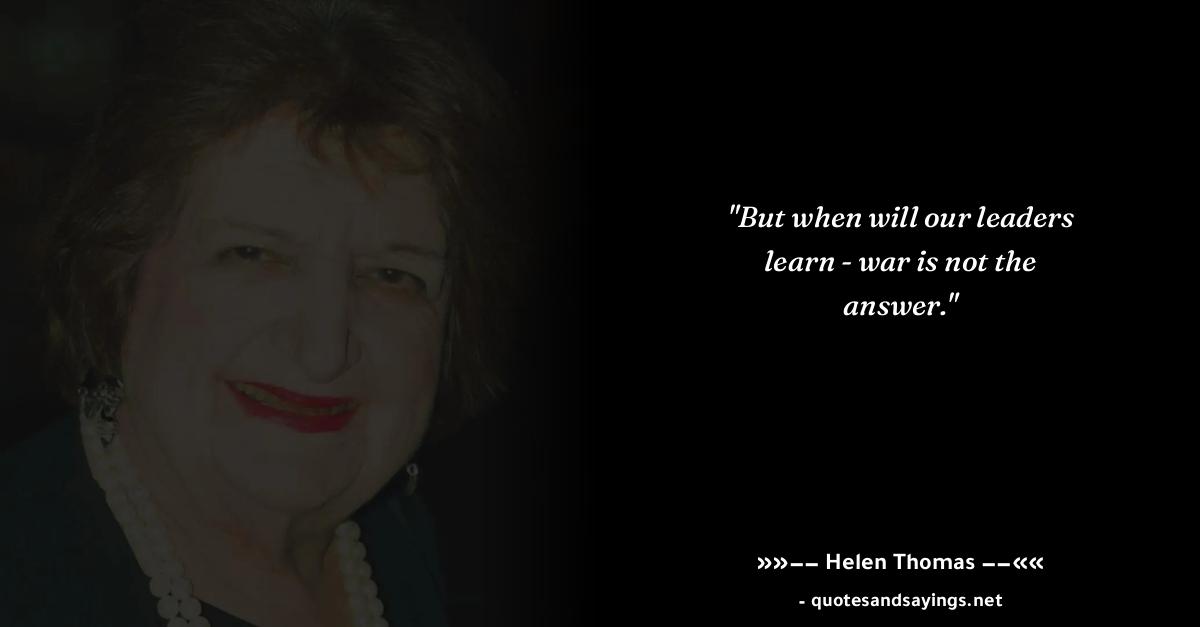 "But when will our leaders
learn - war is not the
answer."
»»−− Helen Thomas −−««
- quotesandsayings.net